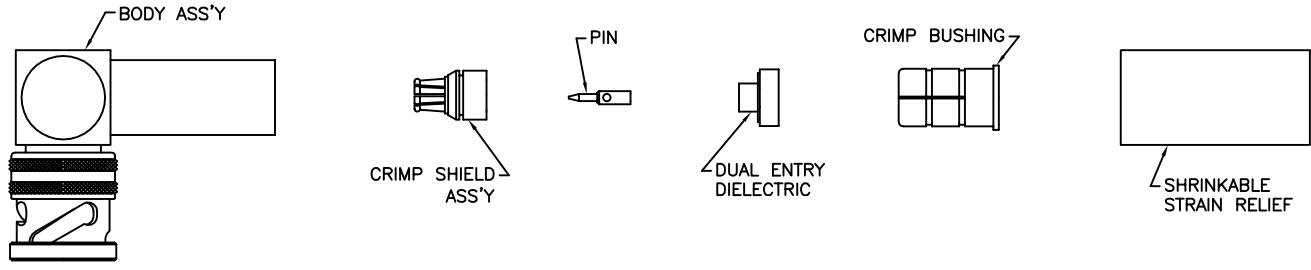 BODY ASS'Y
CRIMP SHIELD
ASS'Y
PIN
DUAL ENTRY
DIELECTRIC
CRIMP BUSHING
SHRINKABLE
STRAIN RELIEF